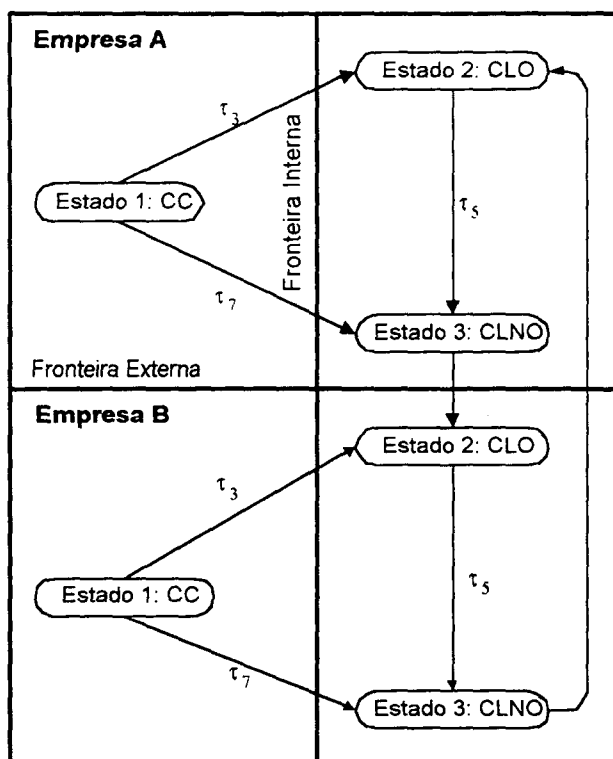 Empresa A
Estado 2: CLO
τ3
Fronteira Interna
Estado 1: CC
τ5
τ7
Estado 3: CLNO
Fronteira Externa
Empresa B
Estado 2: CLO
τ3
Estado 1: CC
τ5
τ7
Estado 3: CLNO